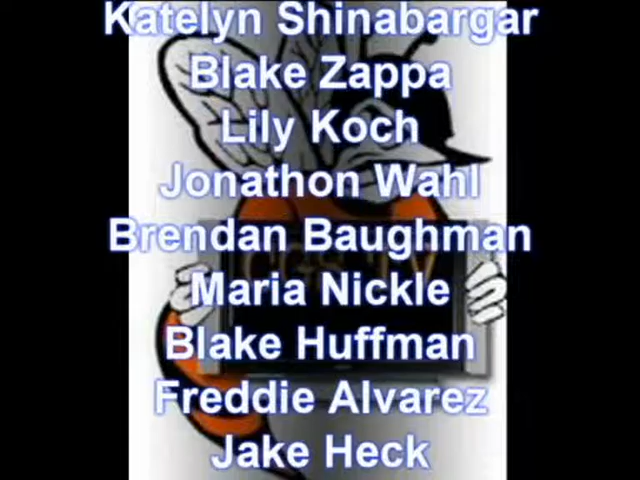 Katelyn Shinabargar
Blake Zappa
Lily Koch
Jonathon Wahl
Brendan Baughman
Maria Nickle
Blake Huffman
Freddie Alvarez
Jake Heck